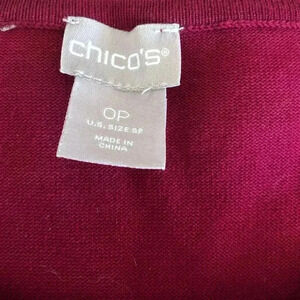 chico's®
0P
U.S. SIZE SP
MADE IN
CHINA